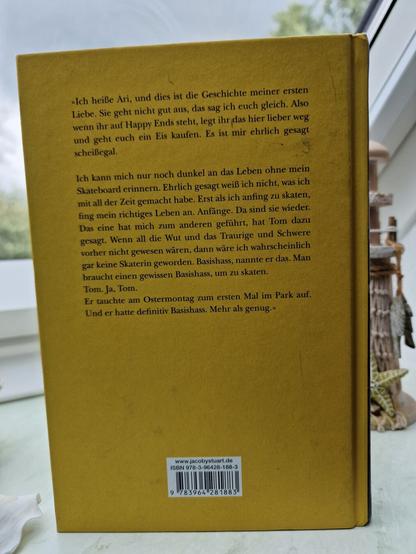 »Ich heiße Ari, und dies ist die Geschichte meiner ersten
Liebe. Sie geht nicht gut aus, das sag ich euch gleich. Also
wenn ihr auf Happy Ends steht, legt ihr das hier lieber weg
und geht euch ein Eis kaufen. Es ist mir ehrlich gesagt
scheißegal.
Ich kann mich nur noch dunkel an das Leben ohne mein
Skateboard erinnern. Ehrlich gesagt weiß ich nicht, was ich
mit all der Zeit gemacht habe. Erst als ich anfing zu skaten,
fing mein richtiges Leben an. Anfänge. Da sind sie wieder.
Das eine hat mich zum anderen geführt, hat Tom dazu
gesagt. Wenn all die Wut und das Traurige und Schwere
vorher nicht gewesen wären, dann wäre ich wahrscheinlich
gar keine Skaterin geworden. Basishass, nannte er das. Man
braucht einen gewissen Basishass, um zu skaten.
Tom. Ja, Tom.
Er tauchte am Ostermontag zum ersten Mal im Park auf.
Und er hatte definitiv Basishass. Mehr als genug.«
www.jacobystuart.de
ISBN 978-3-96428-188-3
9 783964 281883